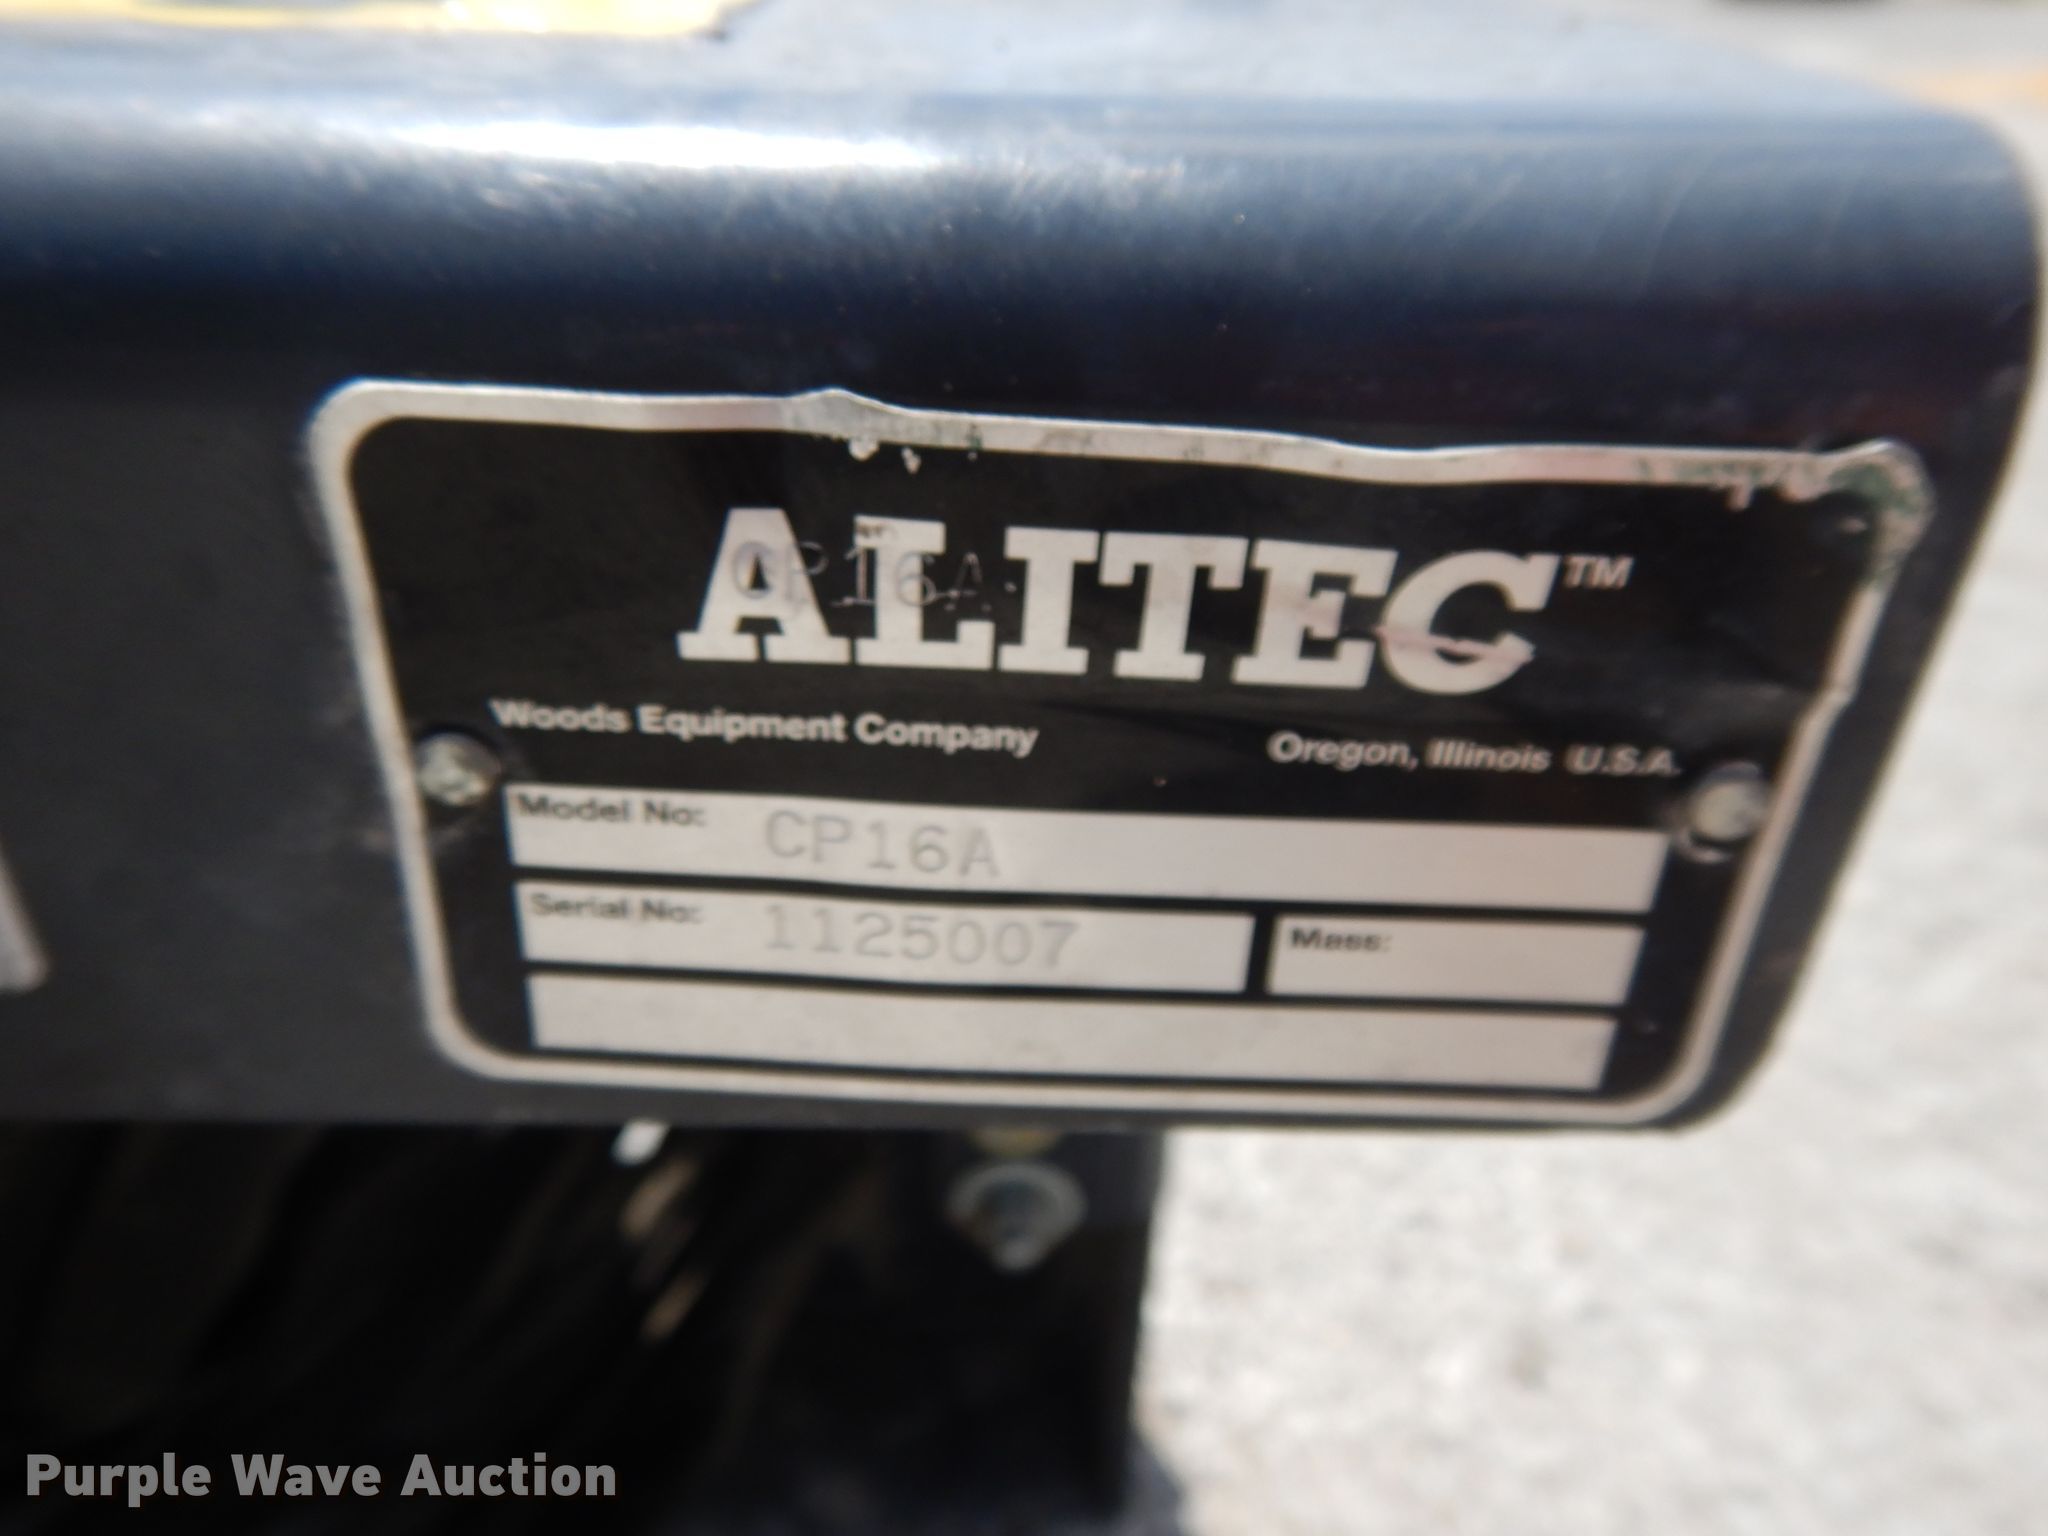 ALITEC™
CP16A
Woods Equipment Company Oregon, Illinois U.S.A.
Model No: CP16A
Serial No: 1125007 Mass:
Purple Wave Auction